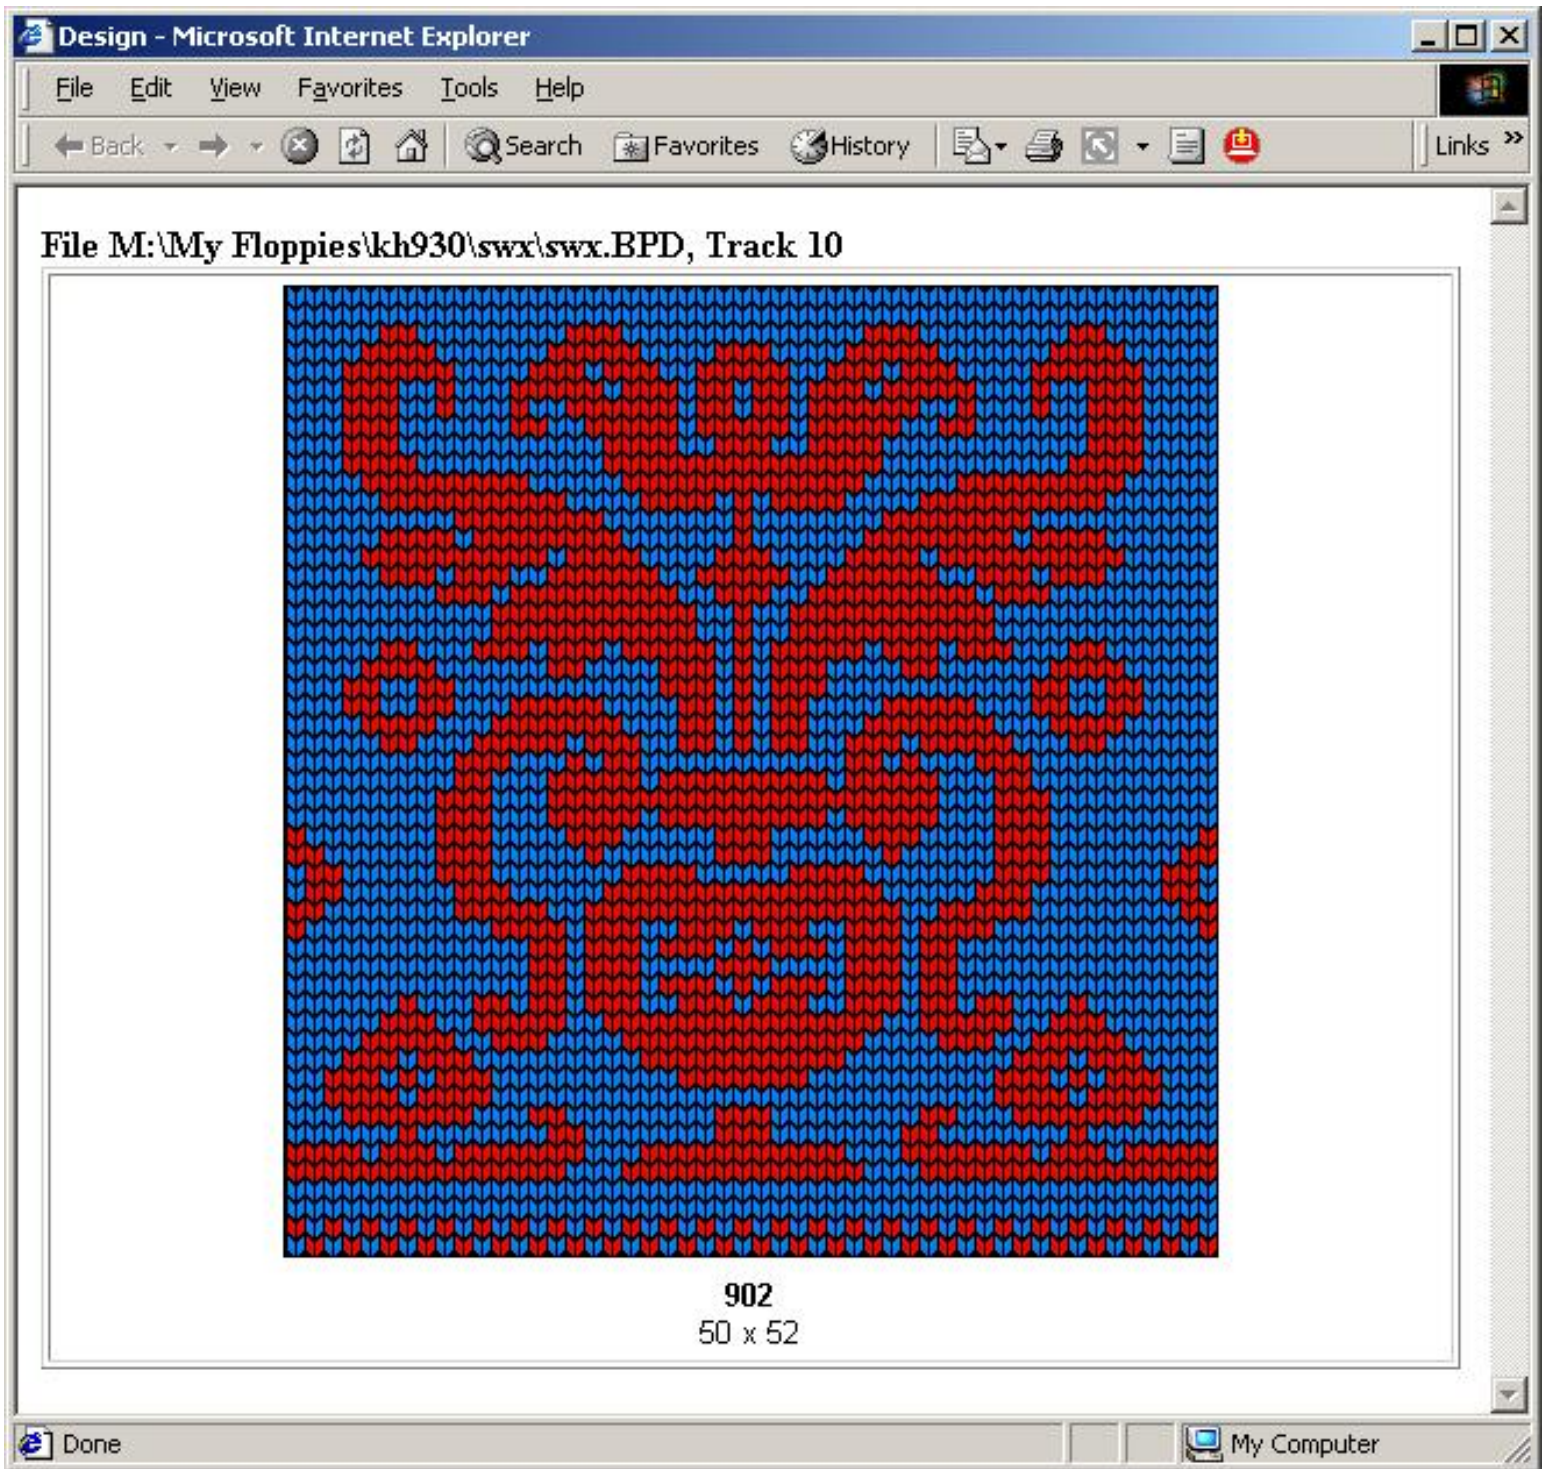 Design - Microsoft Internet Explorer
File Edit View Favorites Tools Help
Back Search Favorites History Links »
File M:\My Floppies\kh930\swx\swx.BPD, Track 10
902
50 x 52
Done My Computer